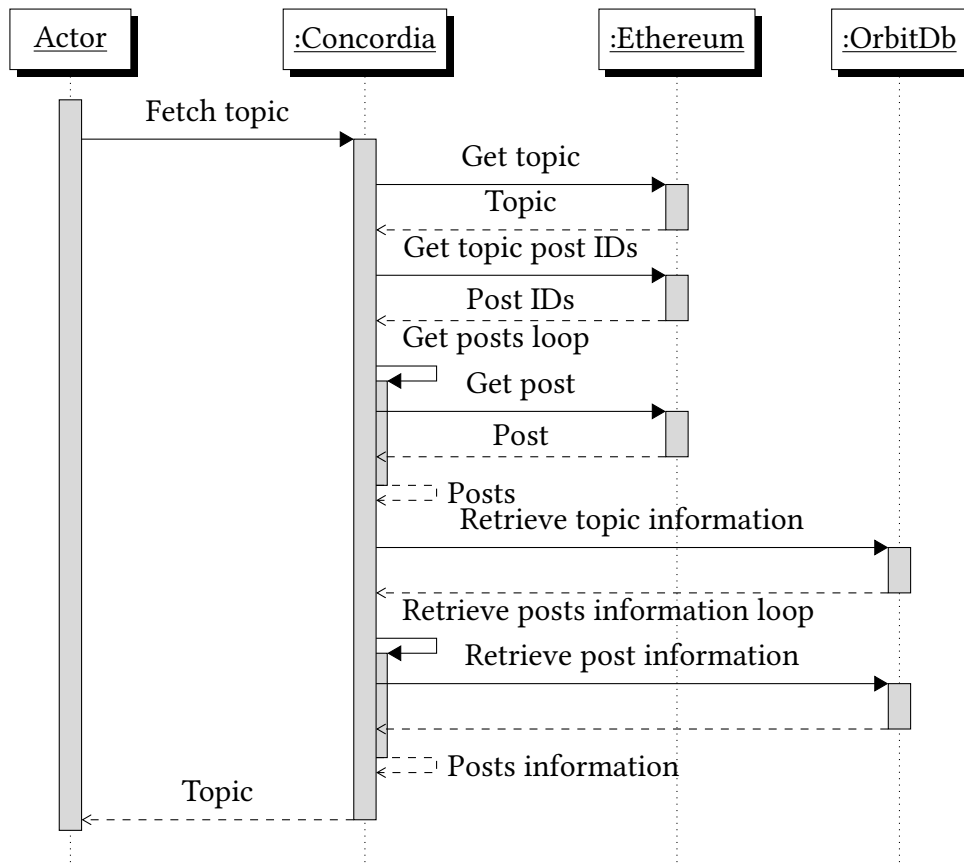 Actor
:Concordia
:Ethereum
:OrbitDb
Fetch topic
Get topic
Topic
Get topic post IDs
Post IDs
Get posts loop
Get post
Post
Posts
Retrieve topic information
Retrieve posts information loop
Retrieve post information
Posts information
Topic